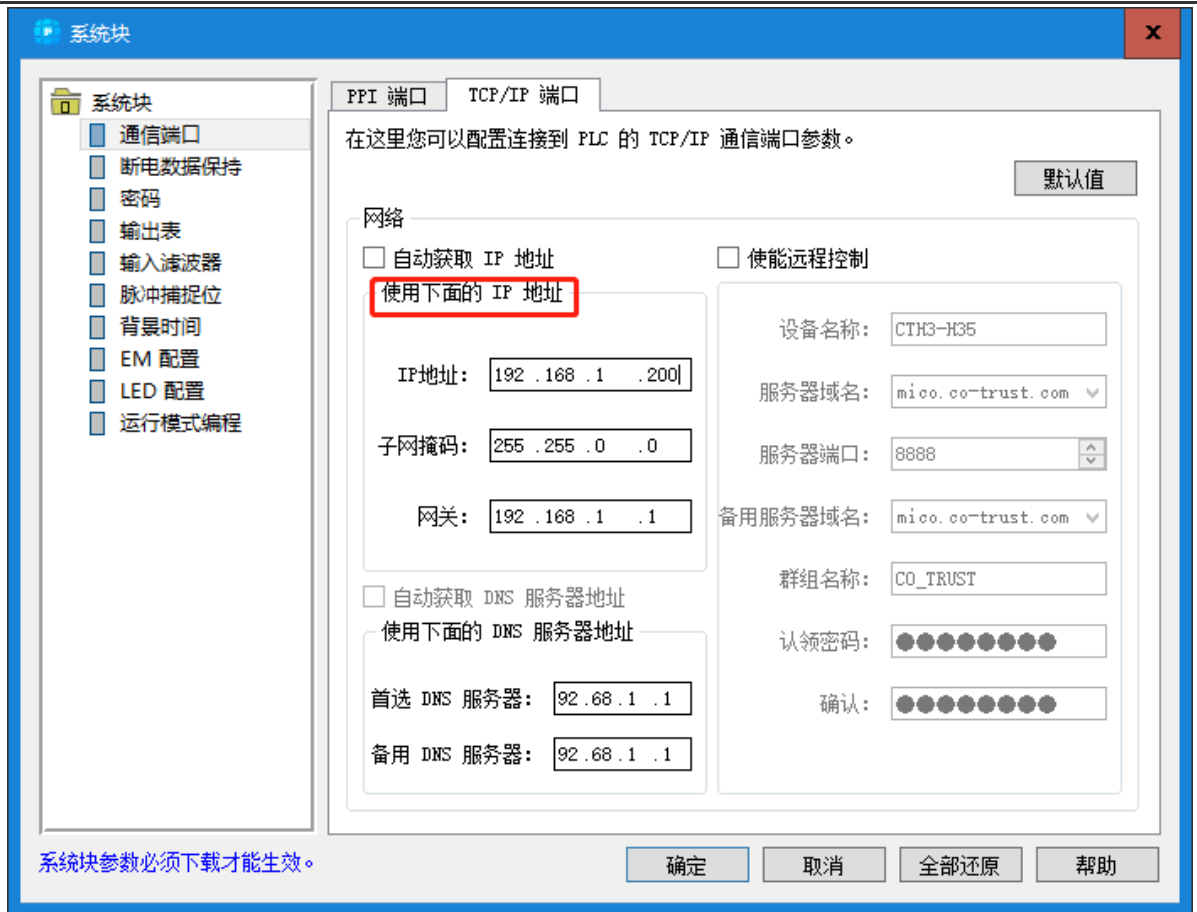 系统块
x
系统块
通信端口
断电数据保持
密码
输出表
输入滤波器
脉冲捕捉位
背景时间
EM 配置
LED 配置
运行模式编程
PPI 端口
TCP/IP 端口
在这里您可以配置连接到 PLC 的 TCP/IP 通信端口参数。
默认值
网络
自动获取 IP 地址
使用下面的 IP 地址
IP地址: 192 .168 .1 .200
子网掩码: 255 .255 .0 .0
网关: 192 .168 .1 .1
自动获取 DNS 服务器地址
使用下面的 DNS 服务器地址
首选 DNS 服务器: 92.68.1 .1
备用 DNS 服务器: 92.68.1 .1
使能远程控制
设备名称: CTH3-H35
服务器域名: mico.co-trust.com
服务器端口: 8888
备用服务器域名: mico.co-trust.com
群组名称: CO_TRUST
认领密码: ●●●●●●●●
确认: ●●●●●●●●
系统块参数必须下载才能生效。
确定
取消
全部还原
帮助